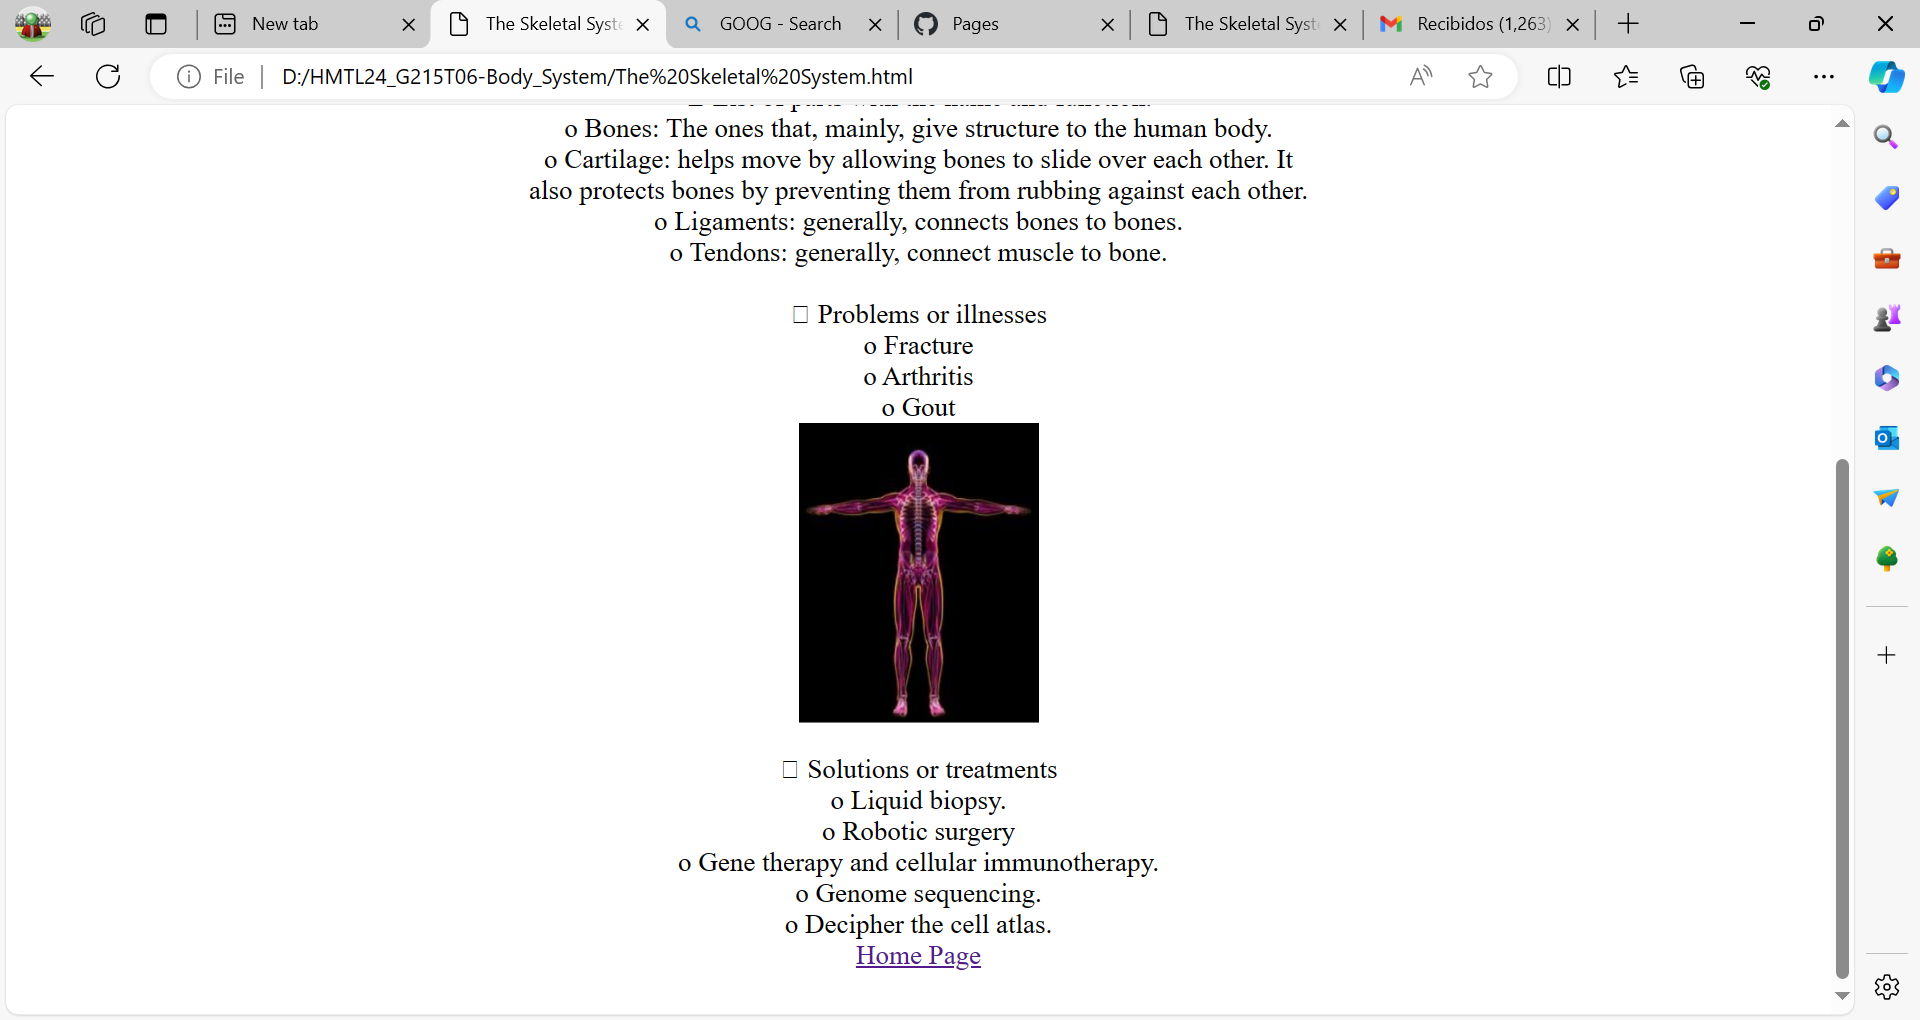 New tab
The Skeletal Syst
GOOG - Search
Pages
The Skeletal Syst
Recibidos (1,263)
File
D:/HMTL24_G215T06-Body_System/The%20Skeletal%20System.html
o Bones: The ones that, mainly, give structure to the human body.
o Cartilage: helps move by allowing bones to slide over each other. It
also protects bones by preventing them from rubbing against each other.
o Ligaments: generally, connects bones to bones.
o Tendons: generally, connect muscle to bone.
 Problems or illnesses
o Fracture
o Arthritis
o Gout
 Solutions or treatments
o Liquid biopsy.
o Robotic surgery
o Gene therapy and cellular immunotherapy.
o Genome sequencing.
o Decipher the cell atlas.
Home Page